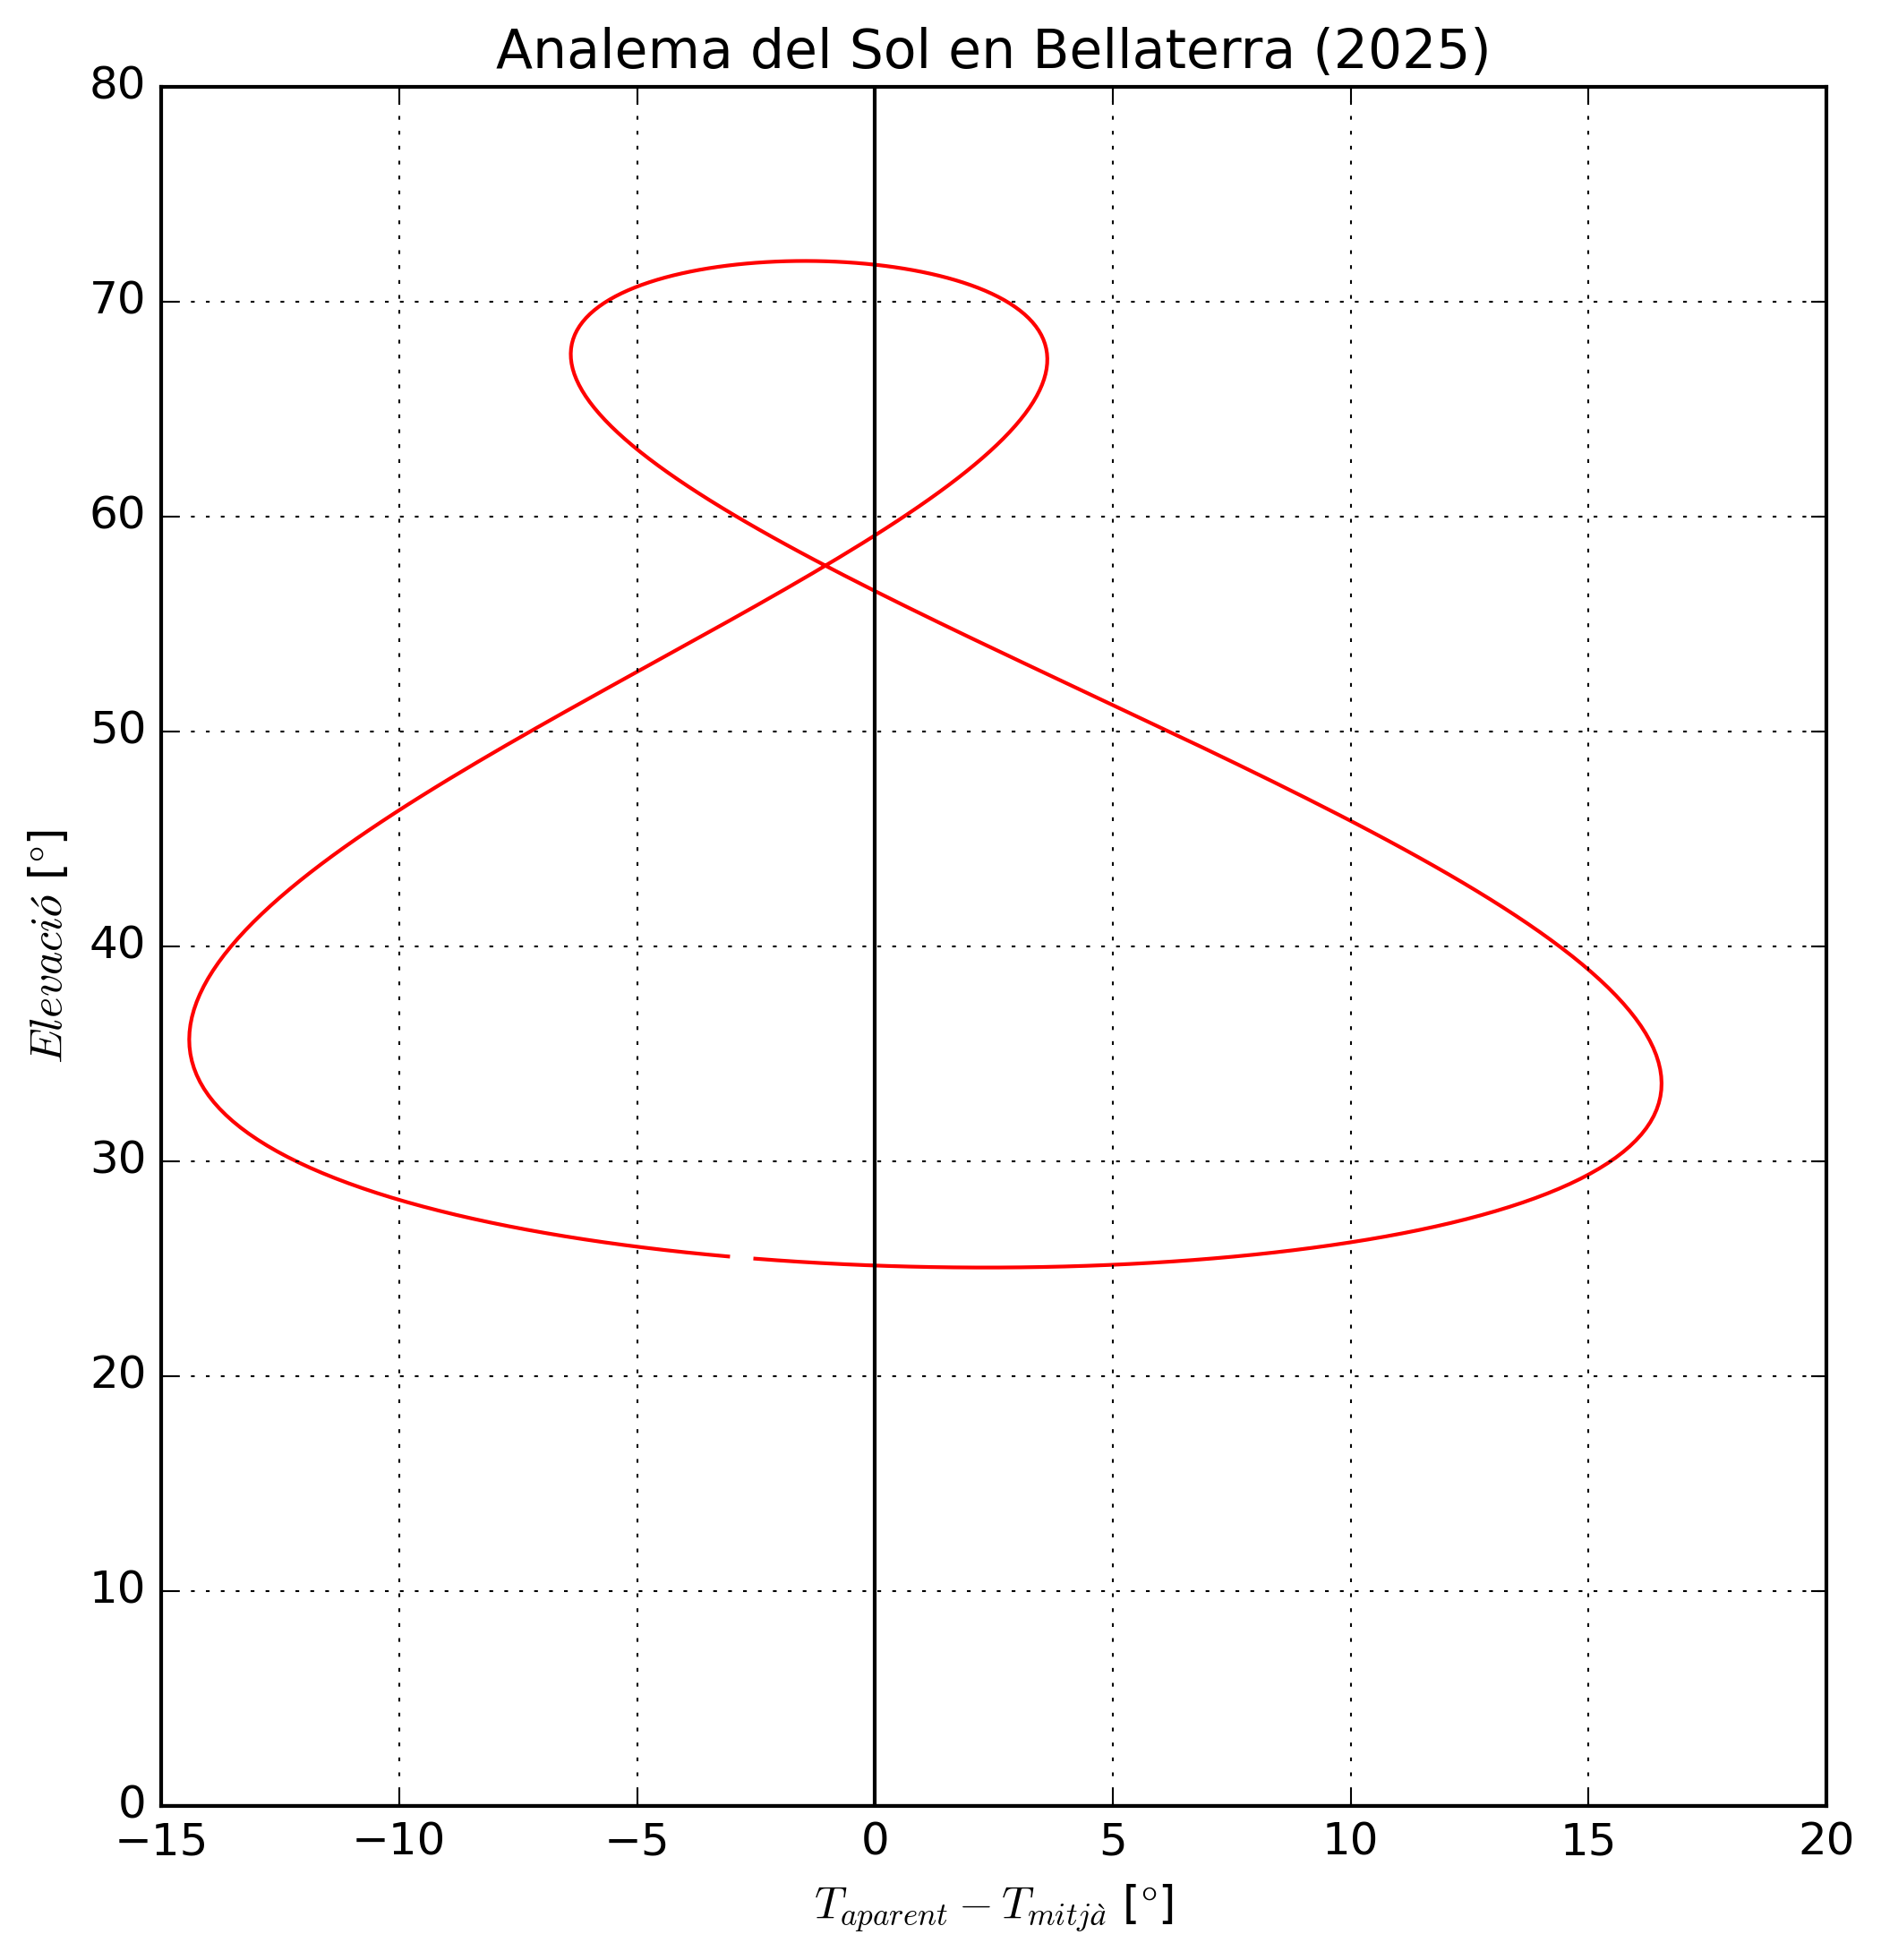 Analema del Sol en Bellaterra (2025)
80
70
60
50
40
30
20
10
0
Elevació [°]
−15 −10 −5 0 5 10 15 20
T_aparent − T_mitjà [°]